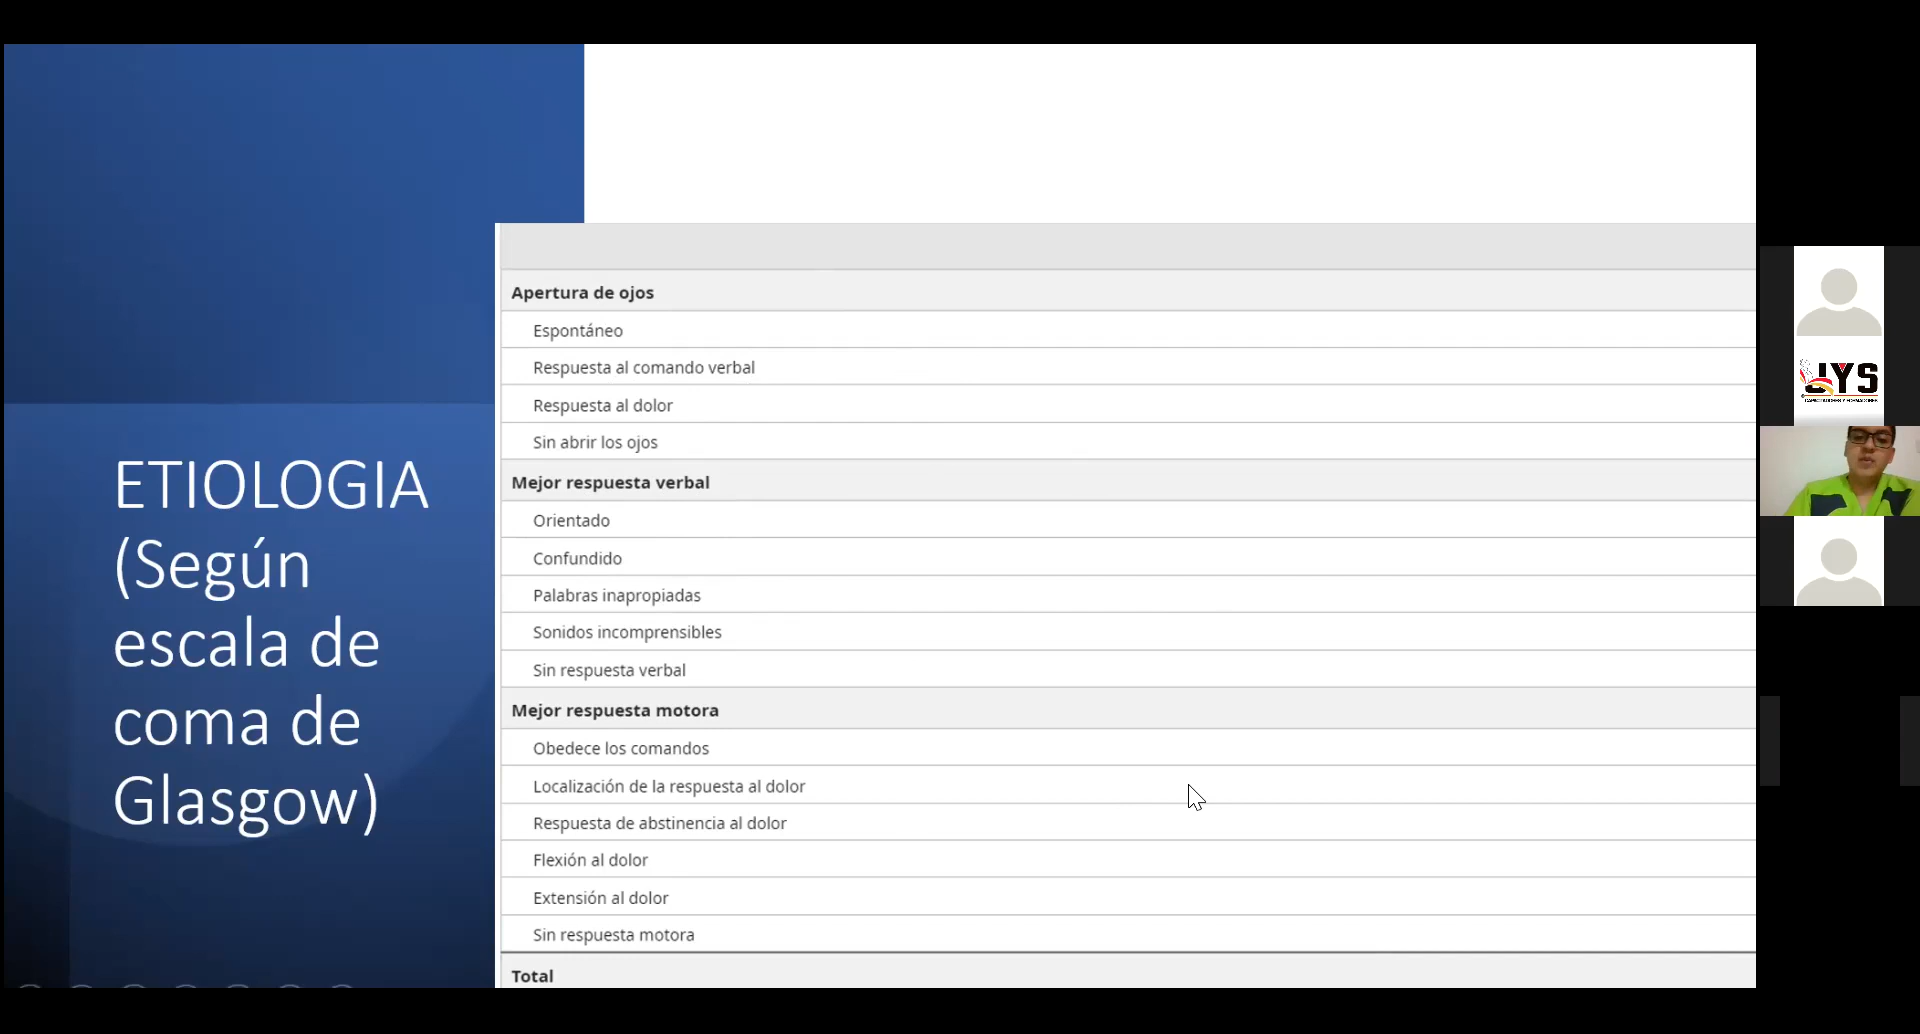 ETIOLOGIA
(Según
escala de
coma de
Glasgow)
Apertura de ojos
Espontáneo
Respuesta al comando verbal
Respuesta al dolor
Sin abrir los ojos
Mejor respuesta verbal
Orientado
Confundido
Palabras inapropiadas
Sonidos incomprensibles
Sin respuesta verbal
Mejor respuesta motora
Obedece los comandos
Localización de la respuesta al dolor
Respuesta de abstinencia al dolor
Flexión al dolor
Extensión al dolor
Sin respuesta motora
Total
JYS
CAPACITADORES Y FORMADORES